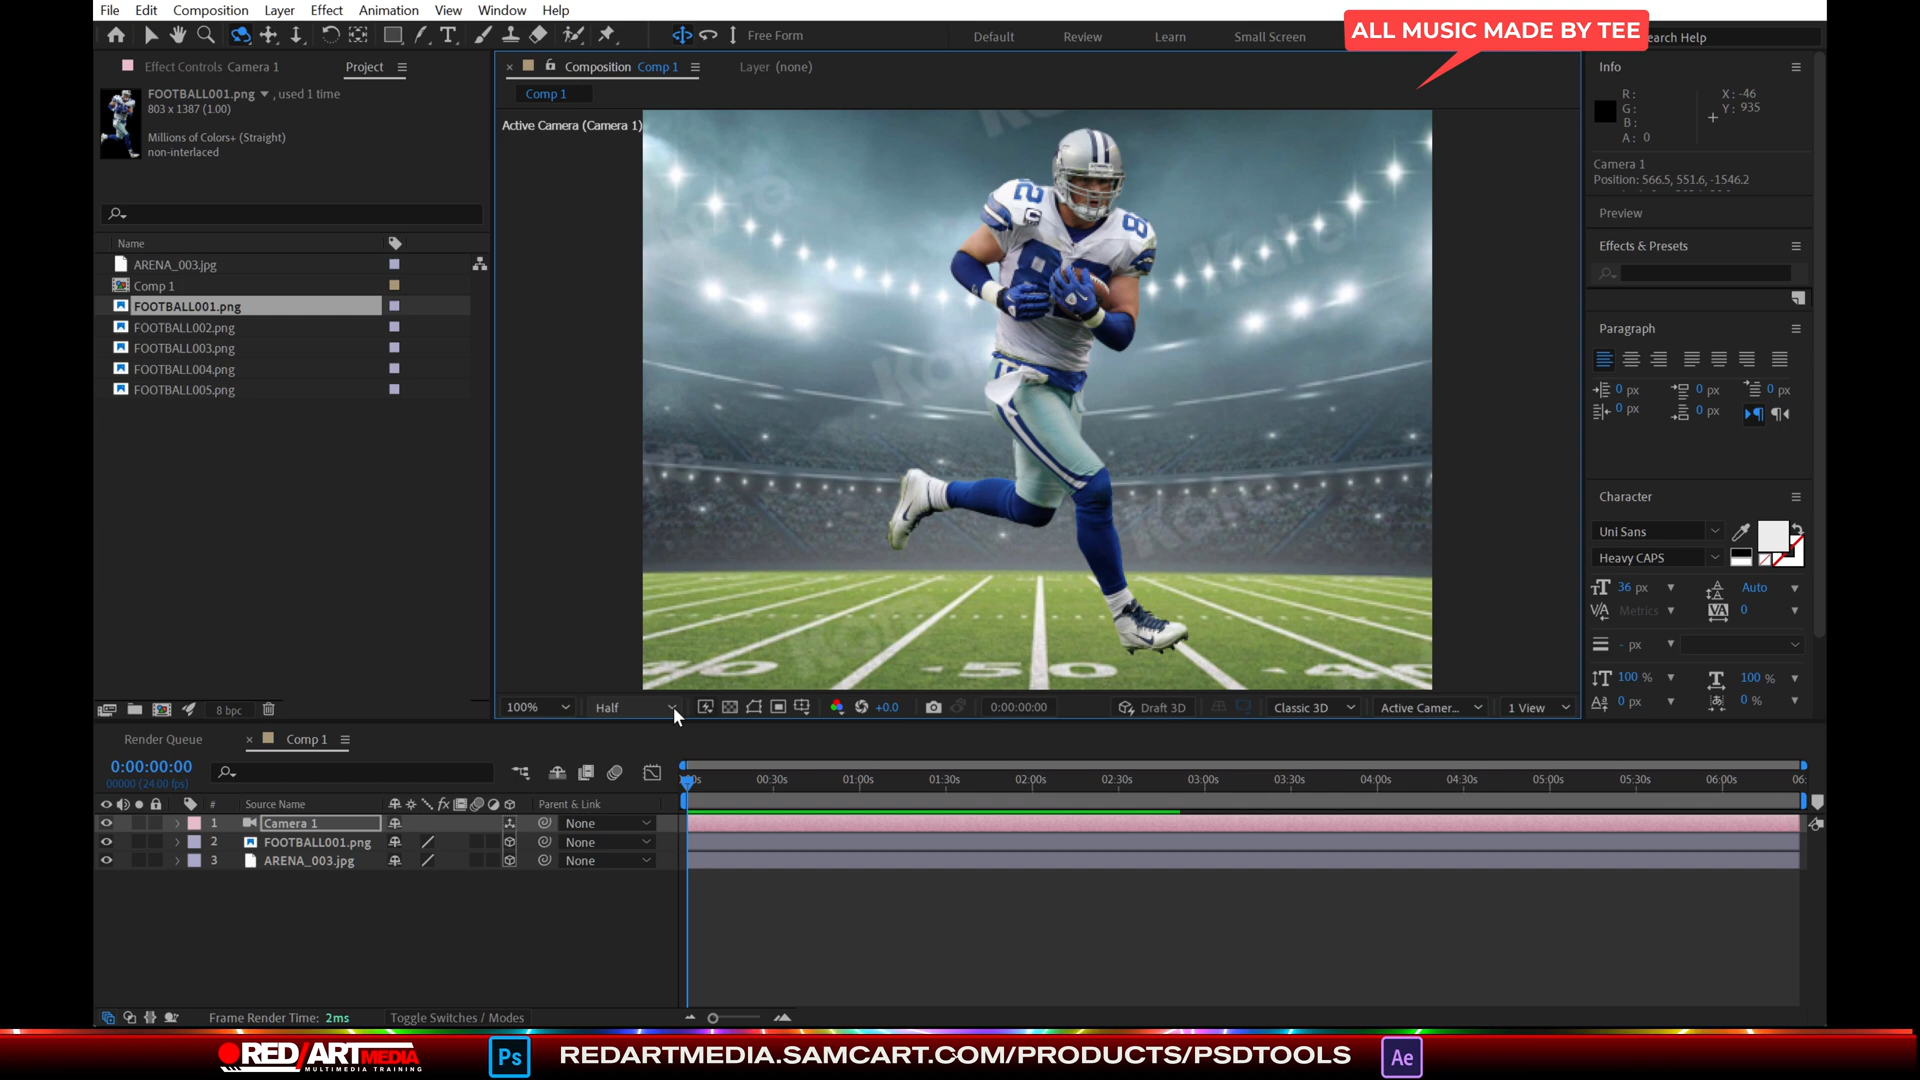 File Edit Composition Layer Effect Animation View Window Help
Free Form
Default Review Learn Small Screen
ALL MUSIC MADE BY TEE
earch Help
Effect Controls Camera 1
Project
FOOTBALL001.png , used 1 time
803 x 1387 (1.00)
Millions of Colors+ (Straight)
non-interlaced
Name
ARENA_003.jpg
Comp 1
FOOTBALL001.png
FOOTBALL002.png
FOOTBALL003.png
FOOTBALL004.png
FOOTBALL005.png
8 bpc
Composition Comp 1
Layer (none)
Comp 1
Active Camera (Camera 1)
82
50
100%
Half
+0.0
0:00:00:00
Draft 3D
Classic 3D
Active Camer...
1 View
Info
R:
G:
B:
A: 0
X: -46
Y: 935
Camera 1
Position: 566.5, 551.6, -1546.2
Preview
Effects & Presets
Paragraph
0 px 0 px 0 px
0 px 0 px
Character
Uni Sans
Heavy CAPS
36 px Auto
Metrics 0
- px
100 % 100 %
0 px 0 %
Render Queue
Comp 1
0:00:00:00
00000 (24.00 fps)
# Source Name
fx
Parent & Link
1 Camera 1 None
2 FOOTBALL001.png None
3 ARENA_003.jpg None
00:30s 01:00s 01:30s 02:00s 02:30s 03:00s 03:30s 04:00s 04:30s 05:00s 05:30s 06:00s
Frame Render Time: 2ms
Toggle Switches / Modes
RED/ARTMEDIA
MULTIMEDIA TRAINING
Ps
REDARTMEDIA.SAMCART.COM/PRODUCTS/PSDTOOLS
Ae